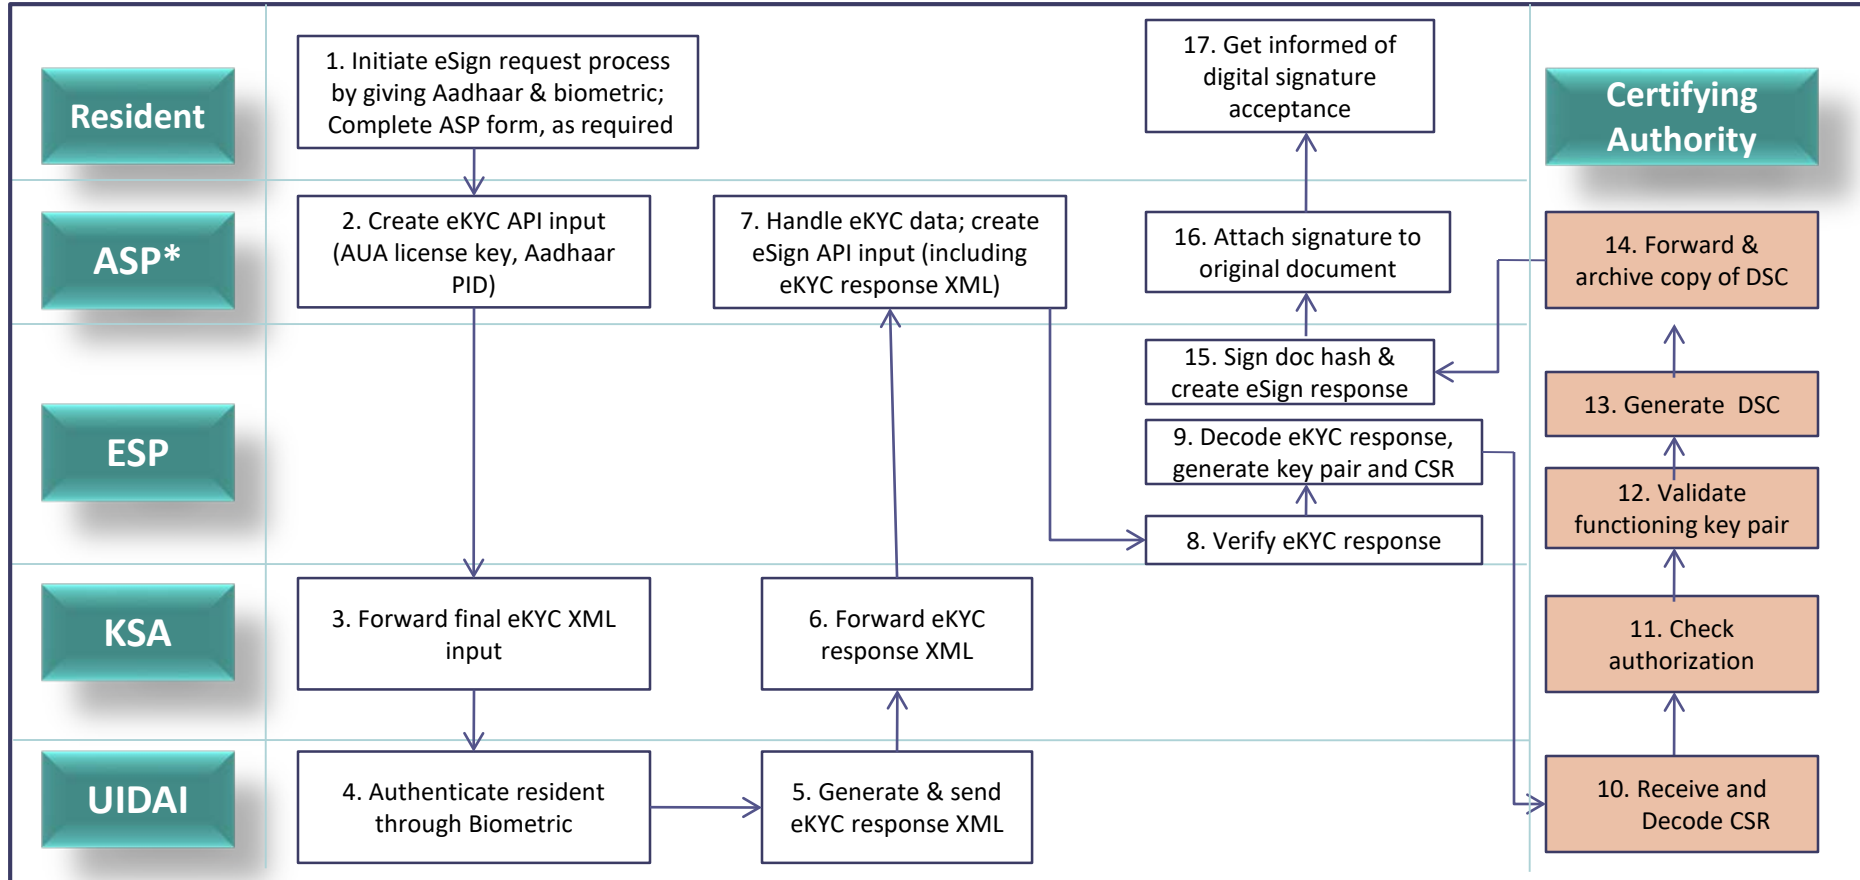 Resident
1. Initiate eSign request process
by giving Aadhaar & biometric;
Complete ASP form, as required
17. Get informed of
digital signature
acceptance
Certifying
Authority
ASP*
2. Create eKYC API input
(AUA license key, Aadhaar
PID)
7. Handle eKYC data; create
eSign API input (including
eKYC response XML)
16. Attach signature to
original document
14. Forward &
archive copy of DSC
ESP
15. Sign doc hash &
create eSign response
13. Generate DSC
9. Decode eKYC response,
generate key pair and CSR
12. Validate
functioning key pair
8. Verify eKYC response
KSA
3. Forward final eKYC XML
input
6. Forward eKYC
response XML
11. Check
authorization
UIDAI
4. Authenticate resident
through Biometric
5. Generate & send
eKYC response XML
10. Receive and
Decode CSR